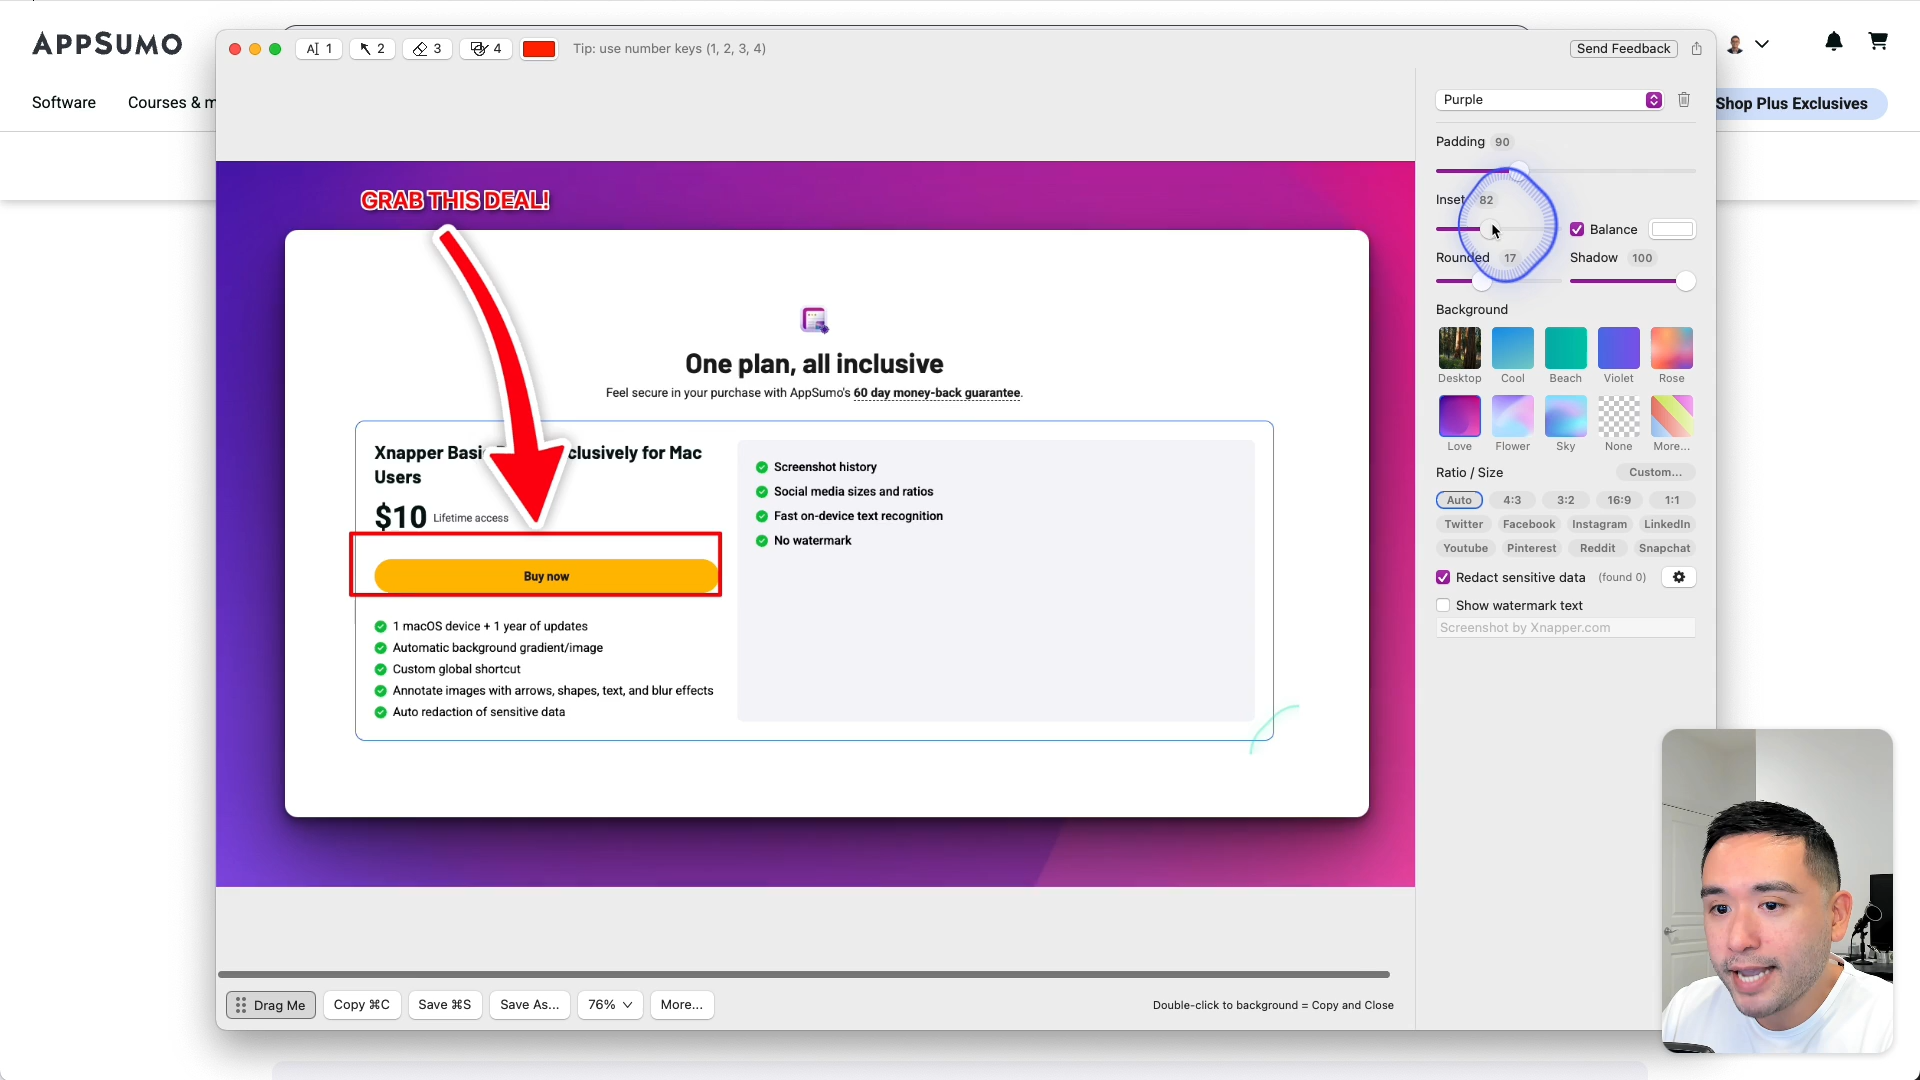 APPSUMO
AI 1
2
3
4
Tip: use number keys (1, 2, 3, 4)
Send Feedback
Software
Courses & m
Shop Plus Exclusives
Purple
Padding 90
Inset 82
Balance
Rounded 17
Shadow 100
Background
Desktop Cool Beach Violet Rose
Love Flower Sky None More...
Ratio / Size Custom...
Auto 4:3 3:2 16:9 1:1
Twitter Facebook Instagram LinkedIn
Youtube Pinterest Reddit Snapchat
Redact sensitive data (found 0)
Show watermark text
Screenshot by Xnapper.com
GRAB THIS DEAL!
One plan, all inclusive
Feel secure in your purchase with AppSumo's 60 day money-back guarantee.
Xnapper Basi clusively for Mac
Users
$10 Lifetime access
Buy now
1 macOS device + 1 year of updates
Automatic background gradient/image
Custom global shortcut
Annotate images with arrows, shapes, text, and blur effects
Auto redaction of sensitive data
Screenshot history
Social media sizes and ratios
Fast on-device text recognition
No watermark
Drag Me
Copy ⌘C
Save ⌘S
Save As...
76%
More...
Double-click to background = Copy and Close